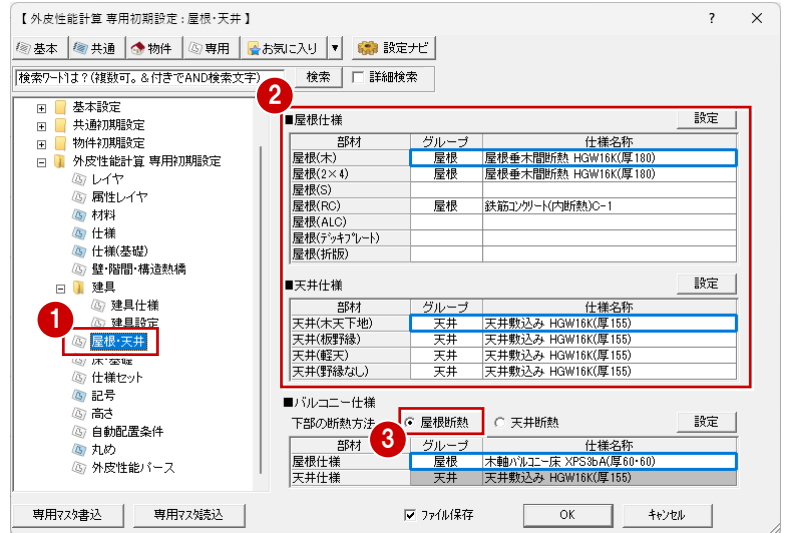 【 外皮性能計算 専用初期設定 : 屋根・天井 】
基本 共通 物件 専用 お気に入り 設定ナビ
検索ワードは？(複数可。＆付きでAND検索文字) 検索 詳細検索
2
基本設定
共通初期設定
物件初期設定
外皮性能計算 専用初期設定
レイヤ
属性レイヤ
材料
仕様
仕様(基礎)
壁・階間・構造熱橋
建具
建具仕様
建具設定
1
屋根・天井
床・基礎
仕様セット
記号
高さ
自動配置条件
丸め
外皮性能パース
■屋根仕様 設定
部材 グループ 仕様名称
屋根(木) 屋根 屋根垂木間断熱 HGW16K(厚180)
屋根(2×4) 屋根 屋根垂木間断熱 HGW16K(厚180)
屋根(S)
屋根(RC) 屋根 鉄筋コンクリート(内断熱)C-1
屋根(ALC)
屋根(デッキプレート)
屋根(折版)
■天井仕様 設定
部材 グループ 仕様名称
天井(木天下地) 天井 天井敷込み HGW16K(厚155)
天井(板野縁) 天井 天井敷込み HGW16K(厚155)
天井(軽天) 天井 天井敷込み HGW16K(厚155)
天井(野縁なし) 天井 天井敷込み HGW16K(厚155)
■バルコニー仕様
下部の断熱方法 屋根断熱 天井断熱 設定
3
部材 グループ 仕様名称
屋根仕様 屋根 木軸バルコニー床 XPS3bA(厚60・60)
天井仕様 天井 天井敷込み HGW16K(厚155)
専用マスタ書込 専用マスタ読込 ファイル保存 OK キャンセル